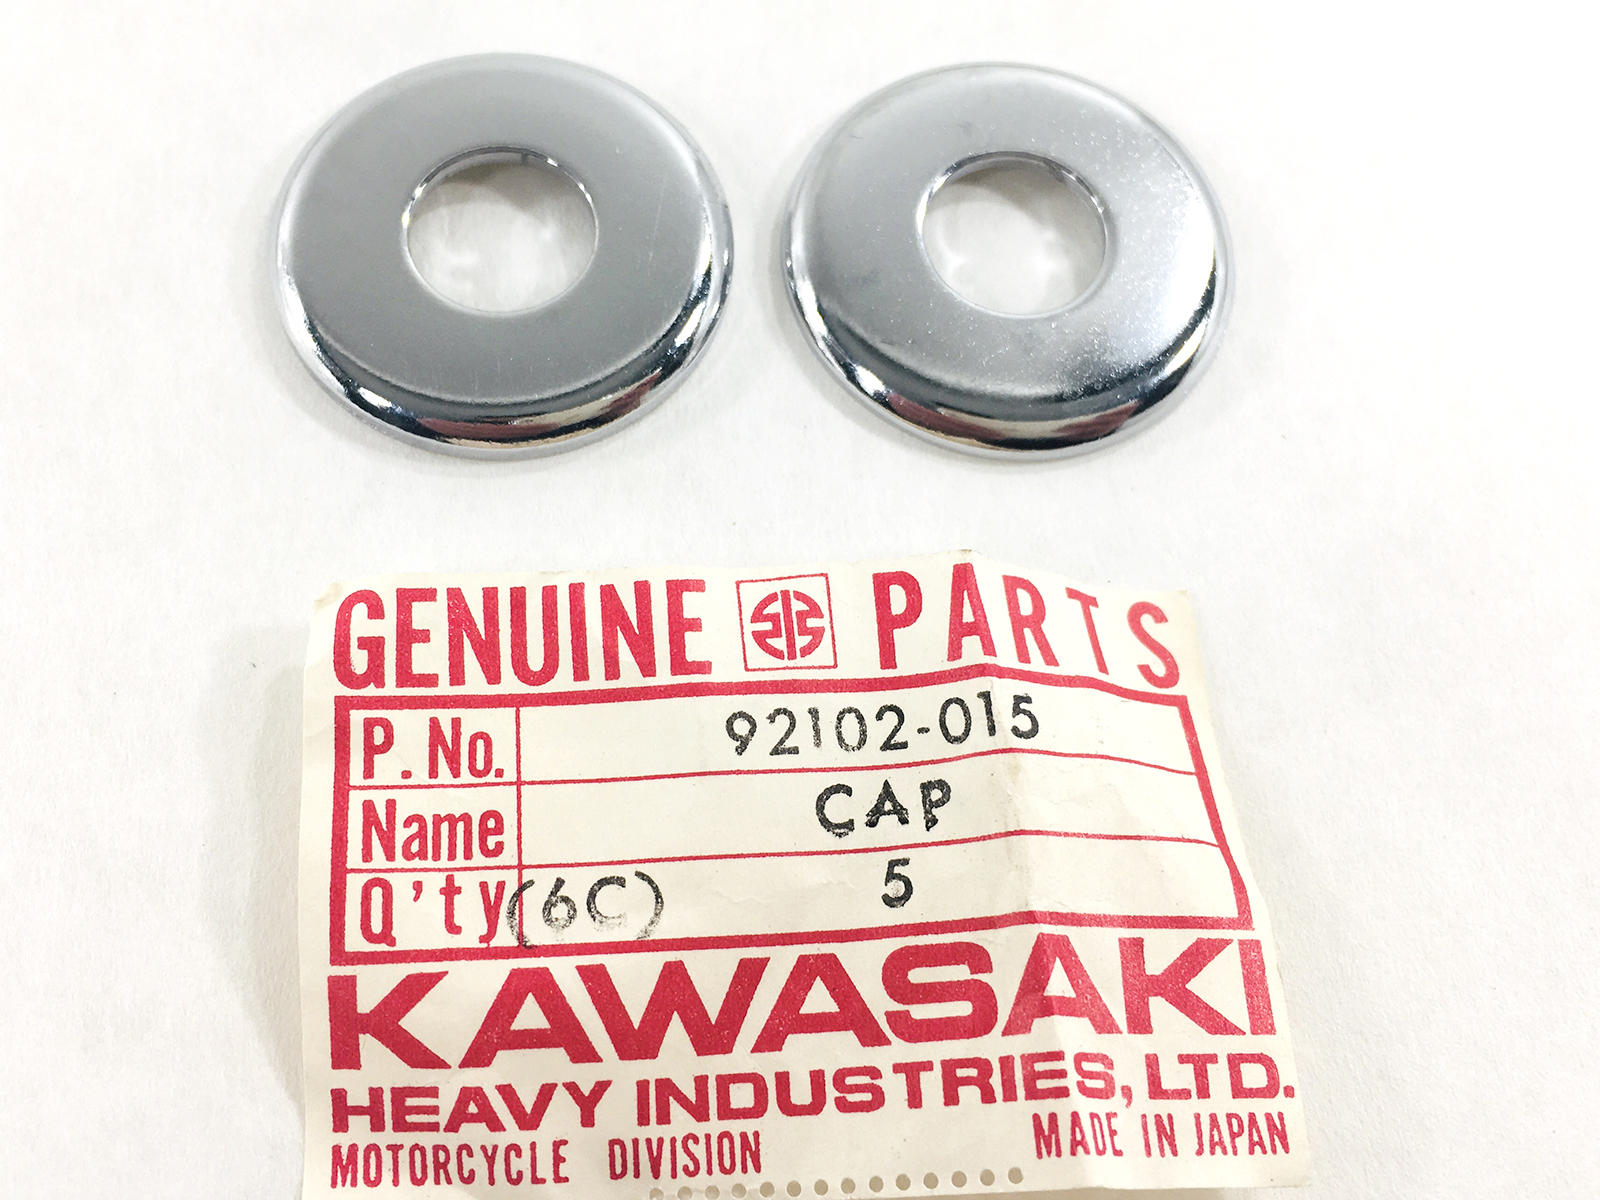 GENUINE PARTS
P. No. 92102-015
Name CAP
Q'ty (6C) 5
KAWASAKI
HEAVY INDUSTRIES, LTD.
MOTORCYCLE DIVISION MADE IN JAPAN